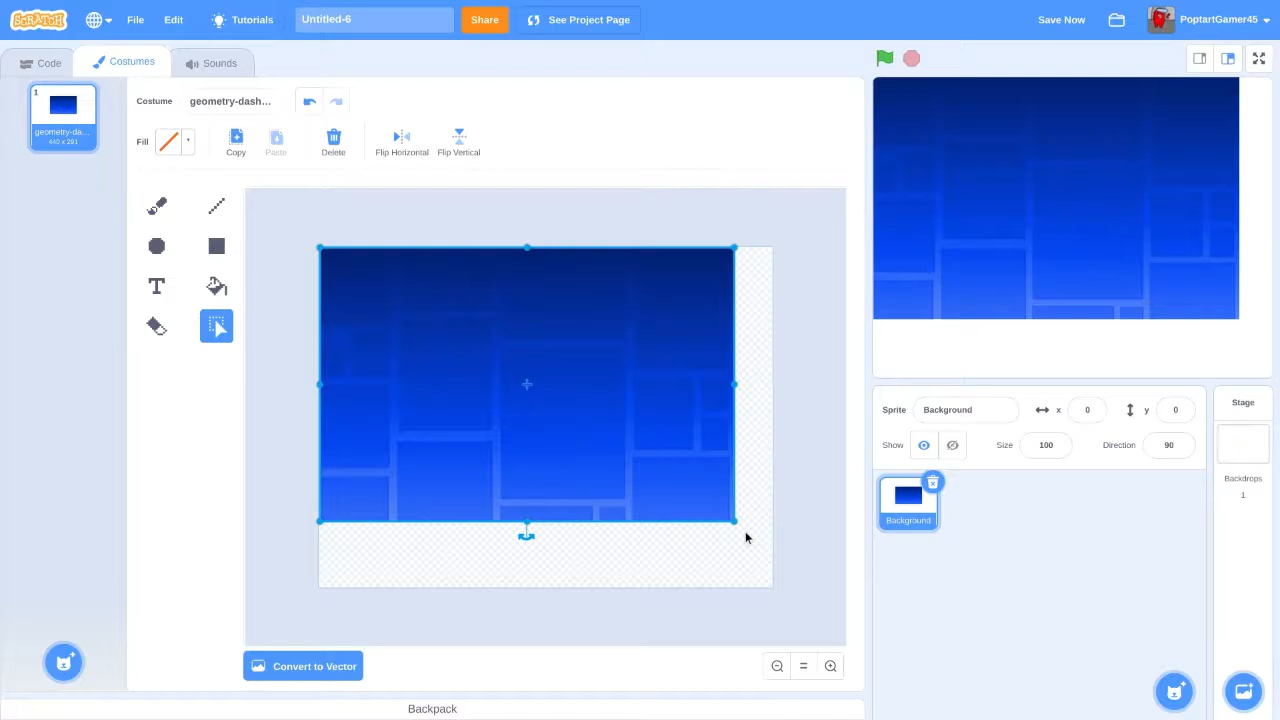 SCRATCH
File
Edit
Tutorials
Untitled-6
Share
See Project Page
Save Now
PoptartGamer45
Code
Costumes
Sounds
1
geometry-da...
440 x 291
Costume
geometry-dash...
Fill
Copy
Paste
Delete
Flip Horizontal
Flip Vertical
T
Convert to Vector
Backpack
Sprite
Background
x
0
y
0
Show
Size
100
Direction
90
Background
Stage
Backdrops
1